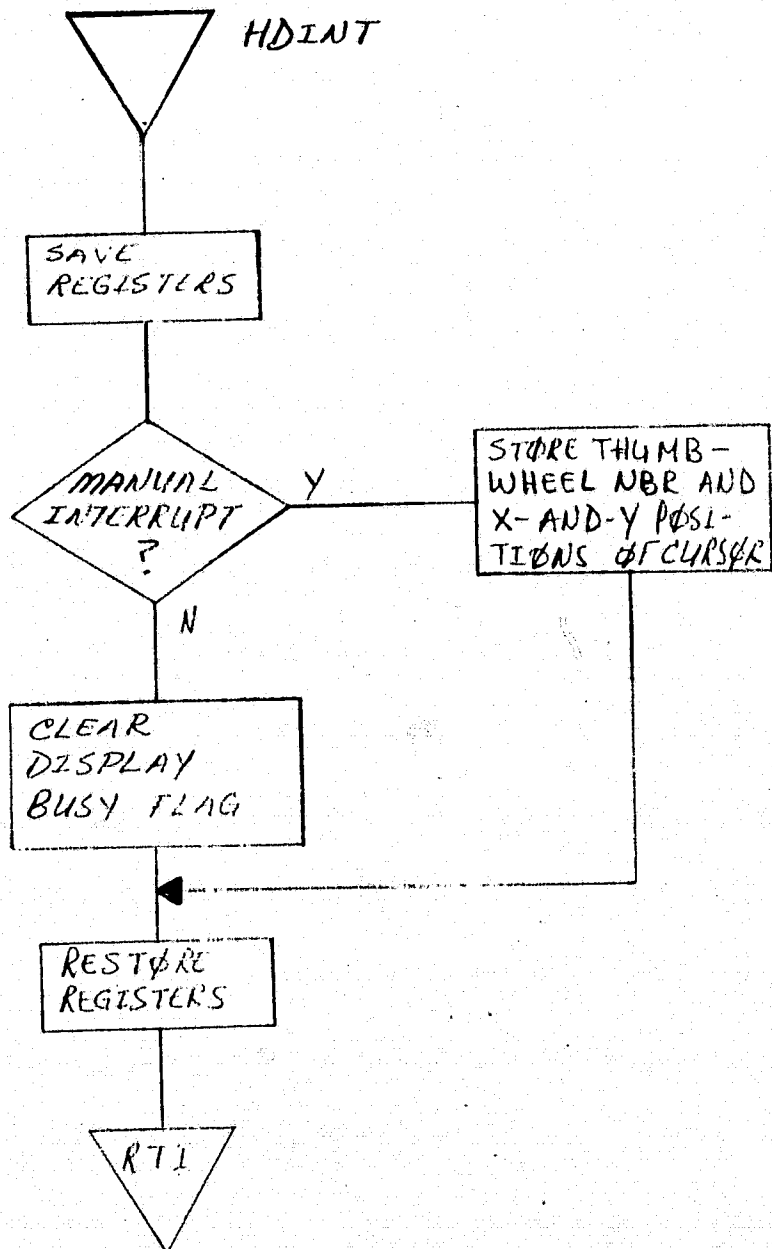 HDINT
SAVE
REGISTERS
MANUAL
INTERRUPT
?
Y
STØRE THUMB-
WHEEL NBR AND
X-AND-Y PØSI-
TIØNS ØF CURSØR
N
CLEAR
DISPLAY
BUSY FLAG
RESTØRE
REGISTERS
RTI